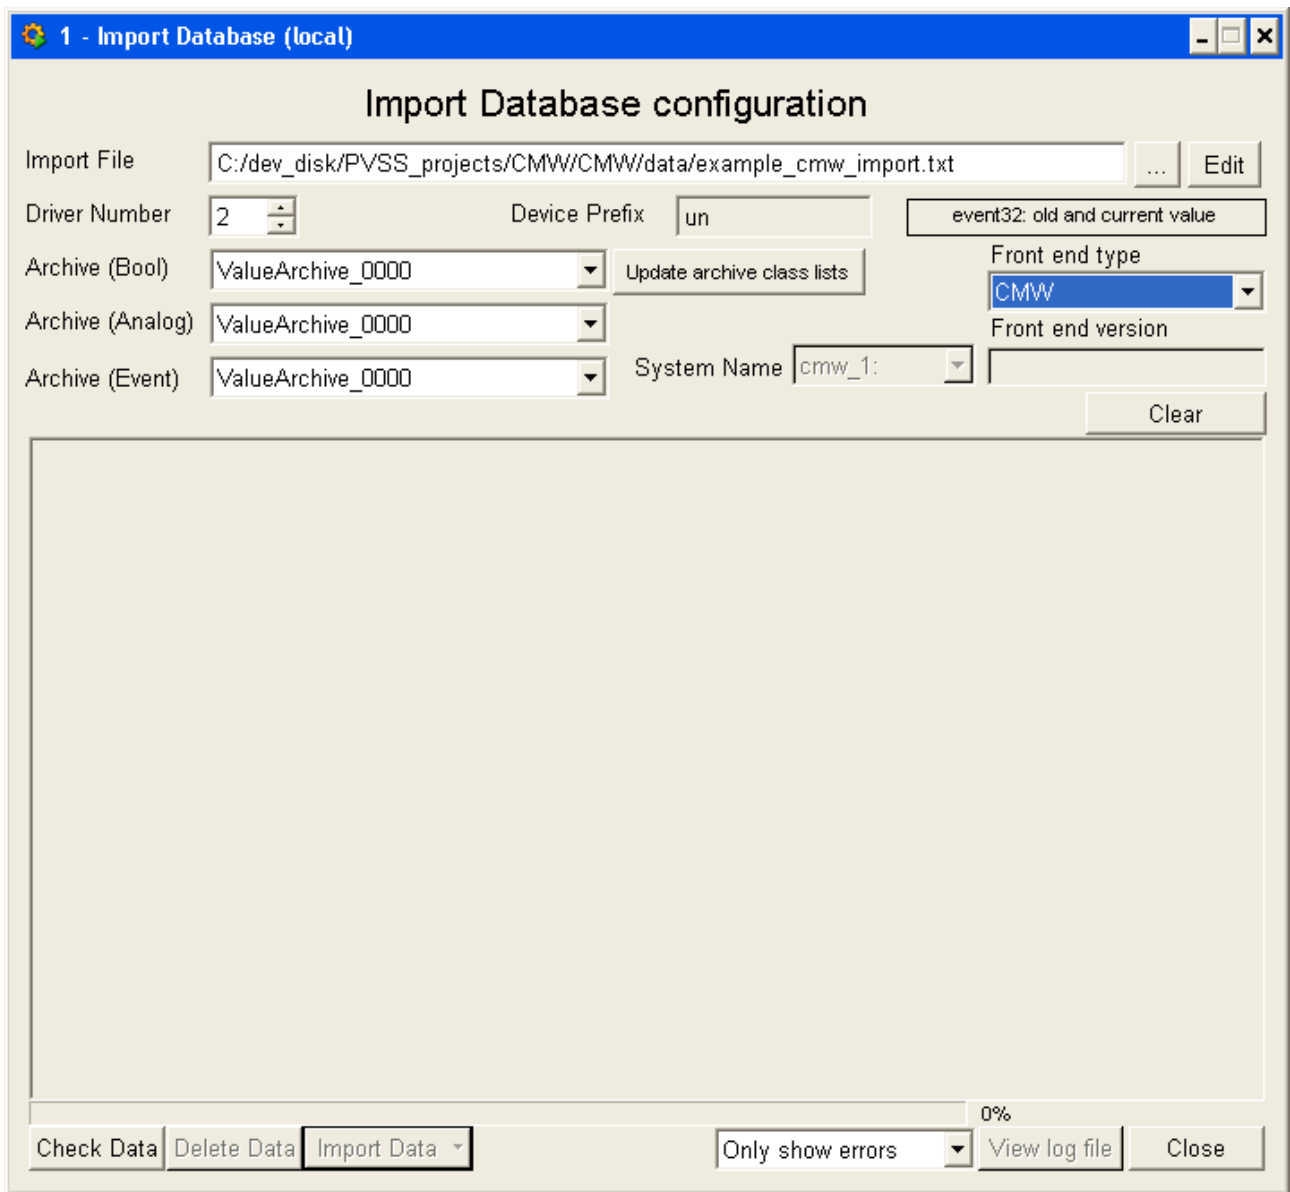 1 - Import Database (local)
Import Database configuration
Import File C:/dev_disk/PVSS_projects/CMW/CMW/data/example_cmw_import.txt ... Edit
Driver Number 2 Device Prefix un event32: old and current value
Archive (Bool) ValueArchive_0000 Update archive class lists Front end type
CMW
Archive (Analog) ValueArchive_0000 Front end version
Archive (Event) ValueArchive_0000 System Name cmw_1:
Clear
0%
Check Data Delete Data Import Data Only show errors View log file Close